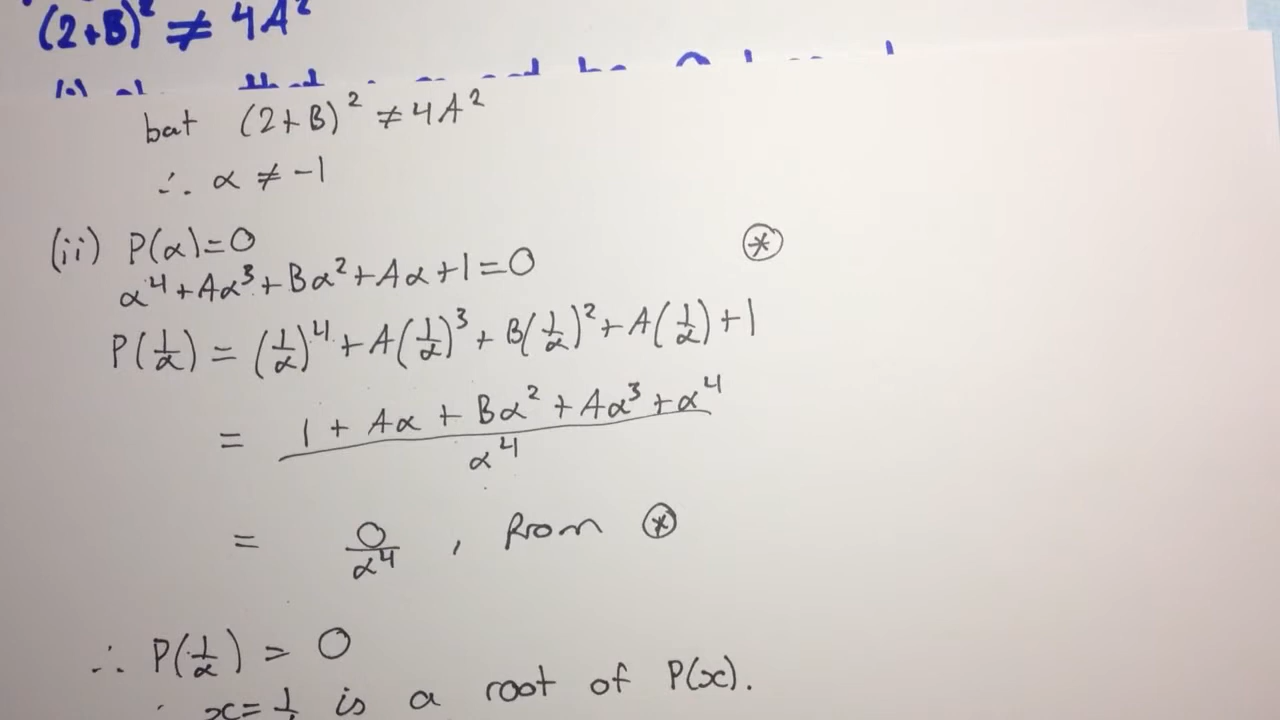 (2+B)² ≠ 4A²
bat (2+B)² ≠ 4A²
∴ α ≠ -1
(ii) P(α)=0
α⁴+Aα³+Bα²+Aα+1=0 ⊛
P(1/α) = (1/α)⁴ + A(1/α)³ + B(1/α)² + A(1/α) + 1
= (1 + Aα + Bα² + Aα³ + α⁴)/α⁴
= 0/α⁴ , From ⊛
∴ P(1/α) = 0
∴ x=1/α is a root of P(x).